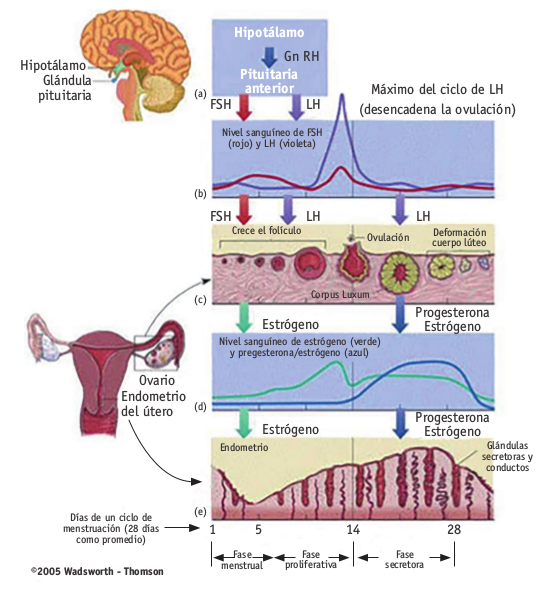 Hipotálamo
Gn RH
Pituitaria
anterior
Hipotálamo
Glándula
pituitaria
(a)
FSH
LH
Máximo del ciclo de LH
(desencadena la ovulación)
Nivel sanguíneo de FSH
(rojo) y LH (violeta)
(b)
FSH
LH
LH
Crece el folículo
Ovulación
Deformación
cuerpo lúteo
Corpus Luxum
(c)
Estrógeno
Progesterona
Estrógeno
Nivel sanguíneo de estrógeno (verde)
y pregesterona/estrógeno (azul)
(d)
Ovario
Endometrio
del útero
Estrógeno
Progesterona
Estrógeno
Endometrio
Glándulas
secretoras y
conductos
(e)
Días de un ciclo de
menstruación (28 días
como promedio)
1 5 14 28
Fase
menstrual
Fase
proliferativa
Fase
secretora
©2005 Wadsworth - Thomson